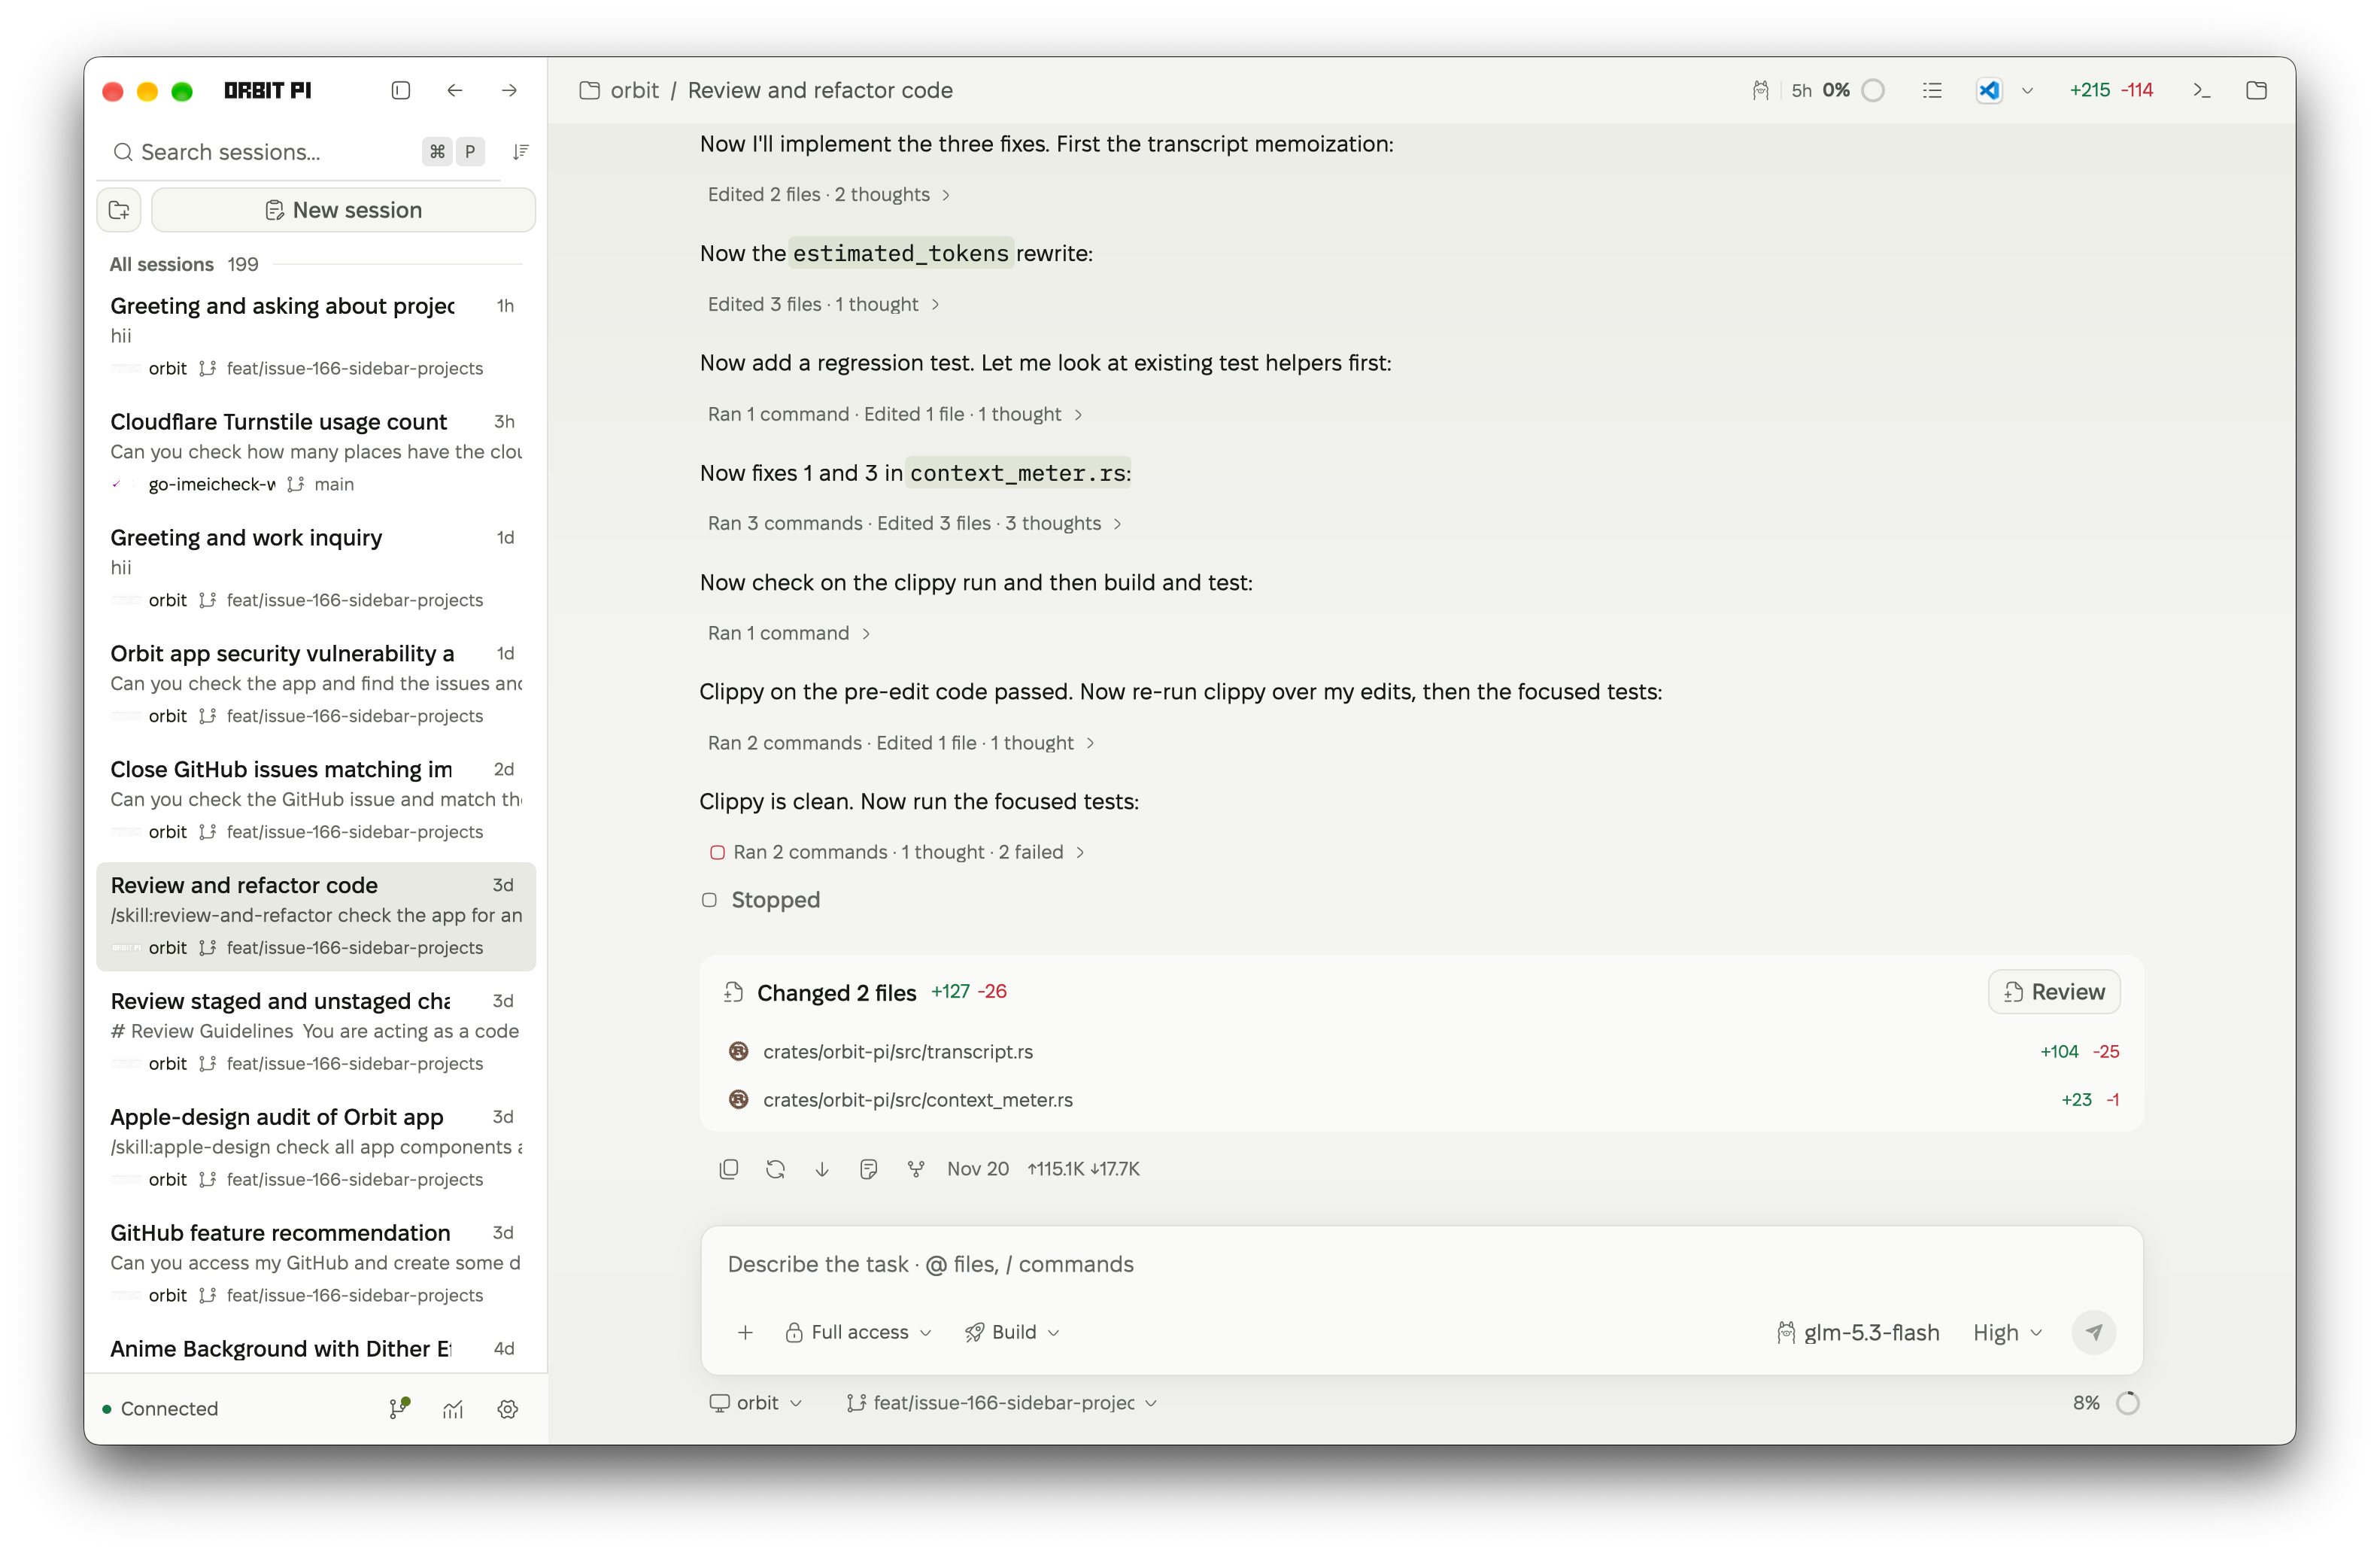 ORBIT PI
Search sessions...
⌘ P
New session
All sessions 199
Greeting and asking about projec 1h
hii
orbit feat/issue-166-sidebar-projects
Cloudflare Turnstile usage count 3h
Can you check how many places have the clou
go-imeicheck-w main
Greeting and work inquiry 1d
hii
orbit feat/issue-166-sidebar-projects
Orbit app security vulnerability a 1d
Can you check the app and find the issues and
orbit feat/issue-166-sidebar-projects
Close GitHub issues matching im 2d
Can you check the GitHub issue and match the
orbit feat/issue-166-sidebar-projects
Review and refactor code 3d
/skill:review-and-refactor check the app for an
orbit feat/issue-166-sidebar-projects
Review staged and unstaged cha 3d
# Review Guidelines You are acting as a code
orbit feat/issue-166-sidebar-projects
Apple-design audit of Orbit app 3d
/skill:apple-design check all app components a
orbit feat/issue-166-sidebar-projects
GitHub feature recommendation 3d
Can you access my GitHub and create some d
orbit feat/issue-166-sidebar-projects
Anime Background with Dither Ef 4d
Connected
orbit / Review and refactor code
5h 0%
+215 -114
Now I'll implement the three fixes. First the transcript memoization:
Edited 2 files · 2 thoughts
Now the estimated_tokens rewrite:
Edited 3 files · 1 thought
Now add a regression test. Let me look at existing test helpers first:
Ran 1 command · Edited 1 file · 1 thought
Now fixes 1 and 3 in context_meter.rs:
Ran 3 commands · Edited 3 files · 3 thoughts
Now check on the clippy run and then build and test:
Ran 1 command
Clippy on the pre-edit code passed. Now re-run clippy over my edits, then the focused tests:
Ran 2 commands · Edited 1 file · 1 thought
Clippy is clean. Now run the focused tests:
Ran 2 commands · 1 thought · 2 failed
Stopped
Changed 2 files +127 -26
Review
crates/orbit-pi/src/transcript.rs +104 -25
crates/orbit-pi/src/context_meter.rs +23 -1
Nov 20 ↑115.1K ↓17.7K
Describe the task · @ files, / commands
Full access Build
glm-5.3-flash High
orbit feat/issue-166-sidebar-projec
8%